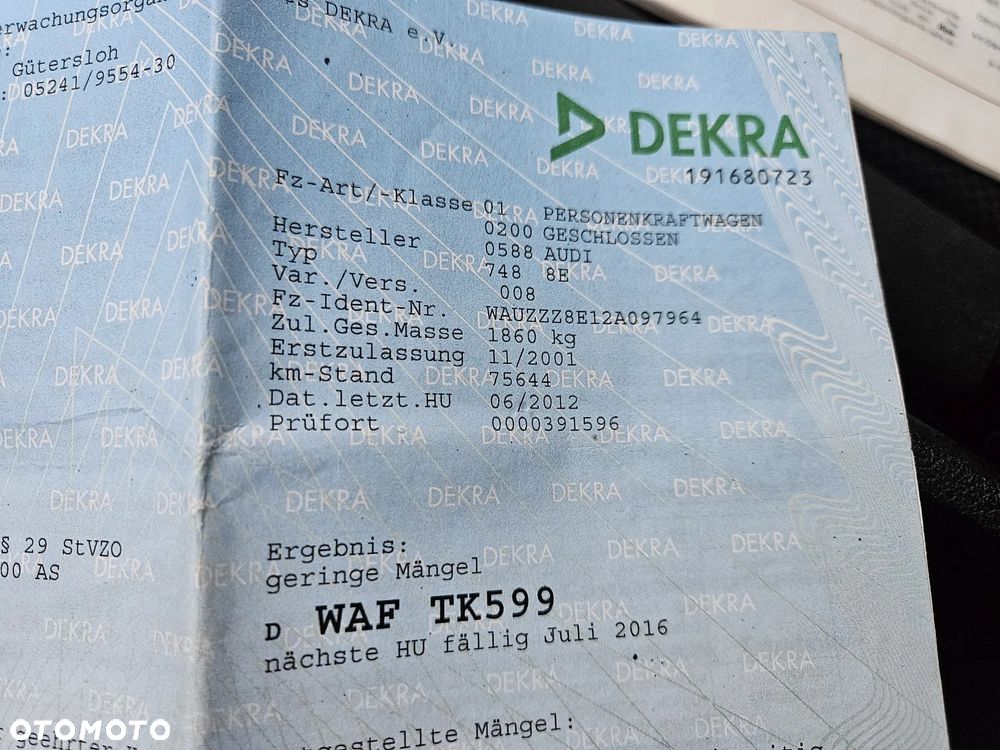 DEKRA e.V.
Gütersloh
05241/9554-30
DEKRA
191680723
Fz-Art/-Klasse 01 PERSONENKRAFTWAGEN
0200 GESCHLOSSEN
Hersteller 0588 AUDI
Typ 748 8E
Var./Vers. 008
Fz-Ident-Nr. WAUZZZ8E12A097964
Zul.Ges.Masse 1860 kg
Erstzulassung 11/2001
km-Stand 75644
Dat.letzt.HU 06/2012
Prüfort 0000391596
§ 29 StVZO
00 AS
Ergebnis:
geringe Mängel
D WAF TK599
nächste HU fällig Juli 2016
gestellte Mängel:
OTOMOTO